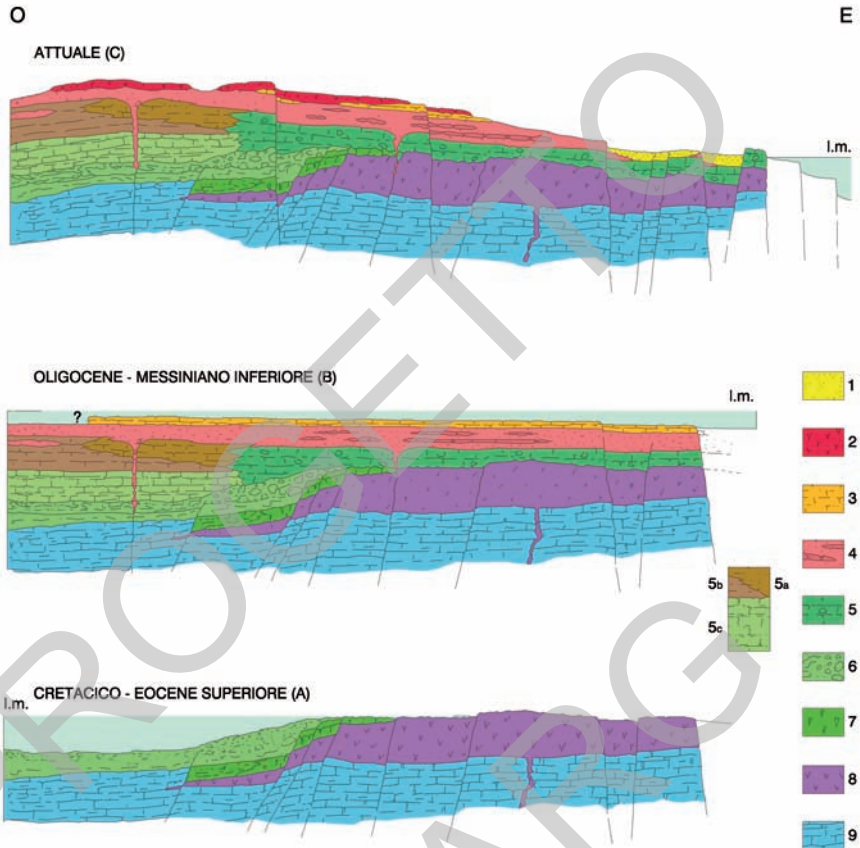 O E
ATTUALE (C)
l.m.
OLIGOCENE - MESSINIANO INFERIORE (B)
l.m.
?
1
2
3
4
5b 5a
5
5c
6
CRETACICO - EOCENE SUPERIORE (A)
l.m.
7
8
9
PROGETTO
CARG